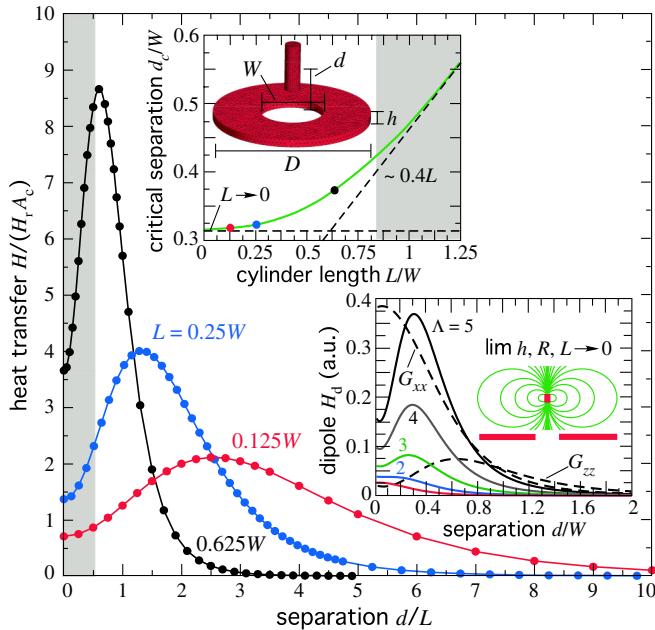 heat transfer H/(HᵣA꜀)
10
9
8
7
6
5
4
3
2
1
0
0 1 2 3 4 5 6 7 8 9 10
separation d/L
L = 0.25W
0.125W
0.625W
critical separation d꜀/W
0.6
0.5
0.4
0.3
0 0.25 0.5 0.75 1 1.25
cylinder length L/W
W
d
h
D
L→0
~ 0.4L
dipole H_d (a.u.)
0.4
0.3
0.2
0.1
0
0 0.4 0.8 1.2 1.6 2
separation d/W
Λ = 5
lim h, R, L→0
G_xx
4
3
2
G_zz